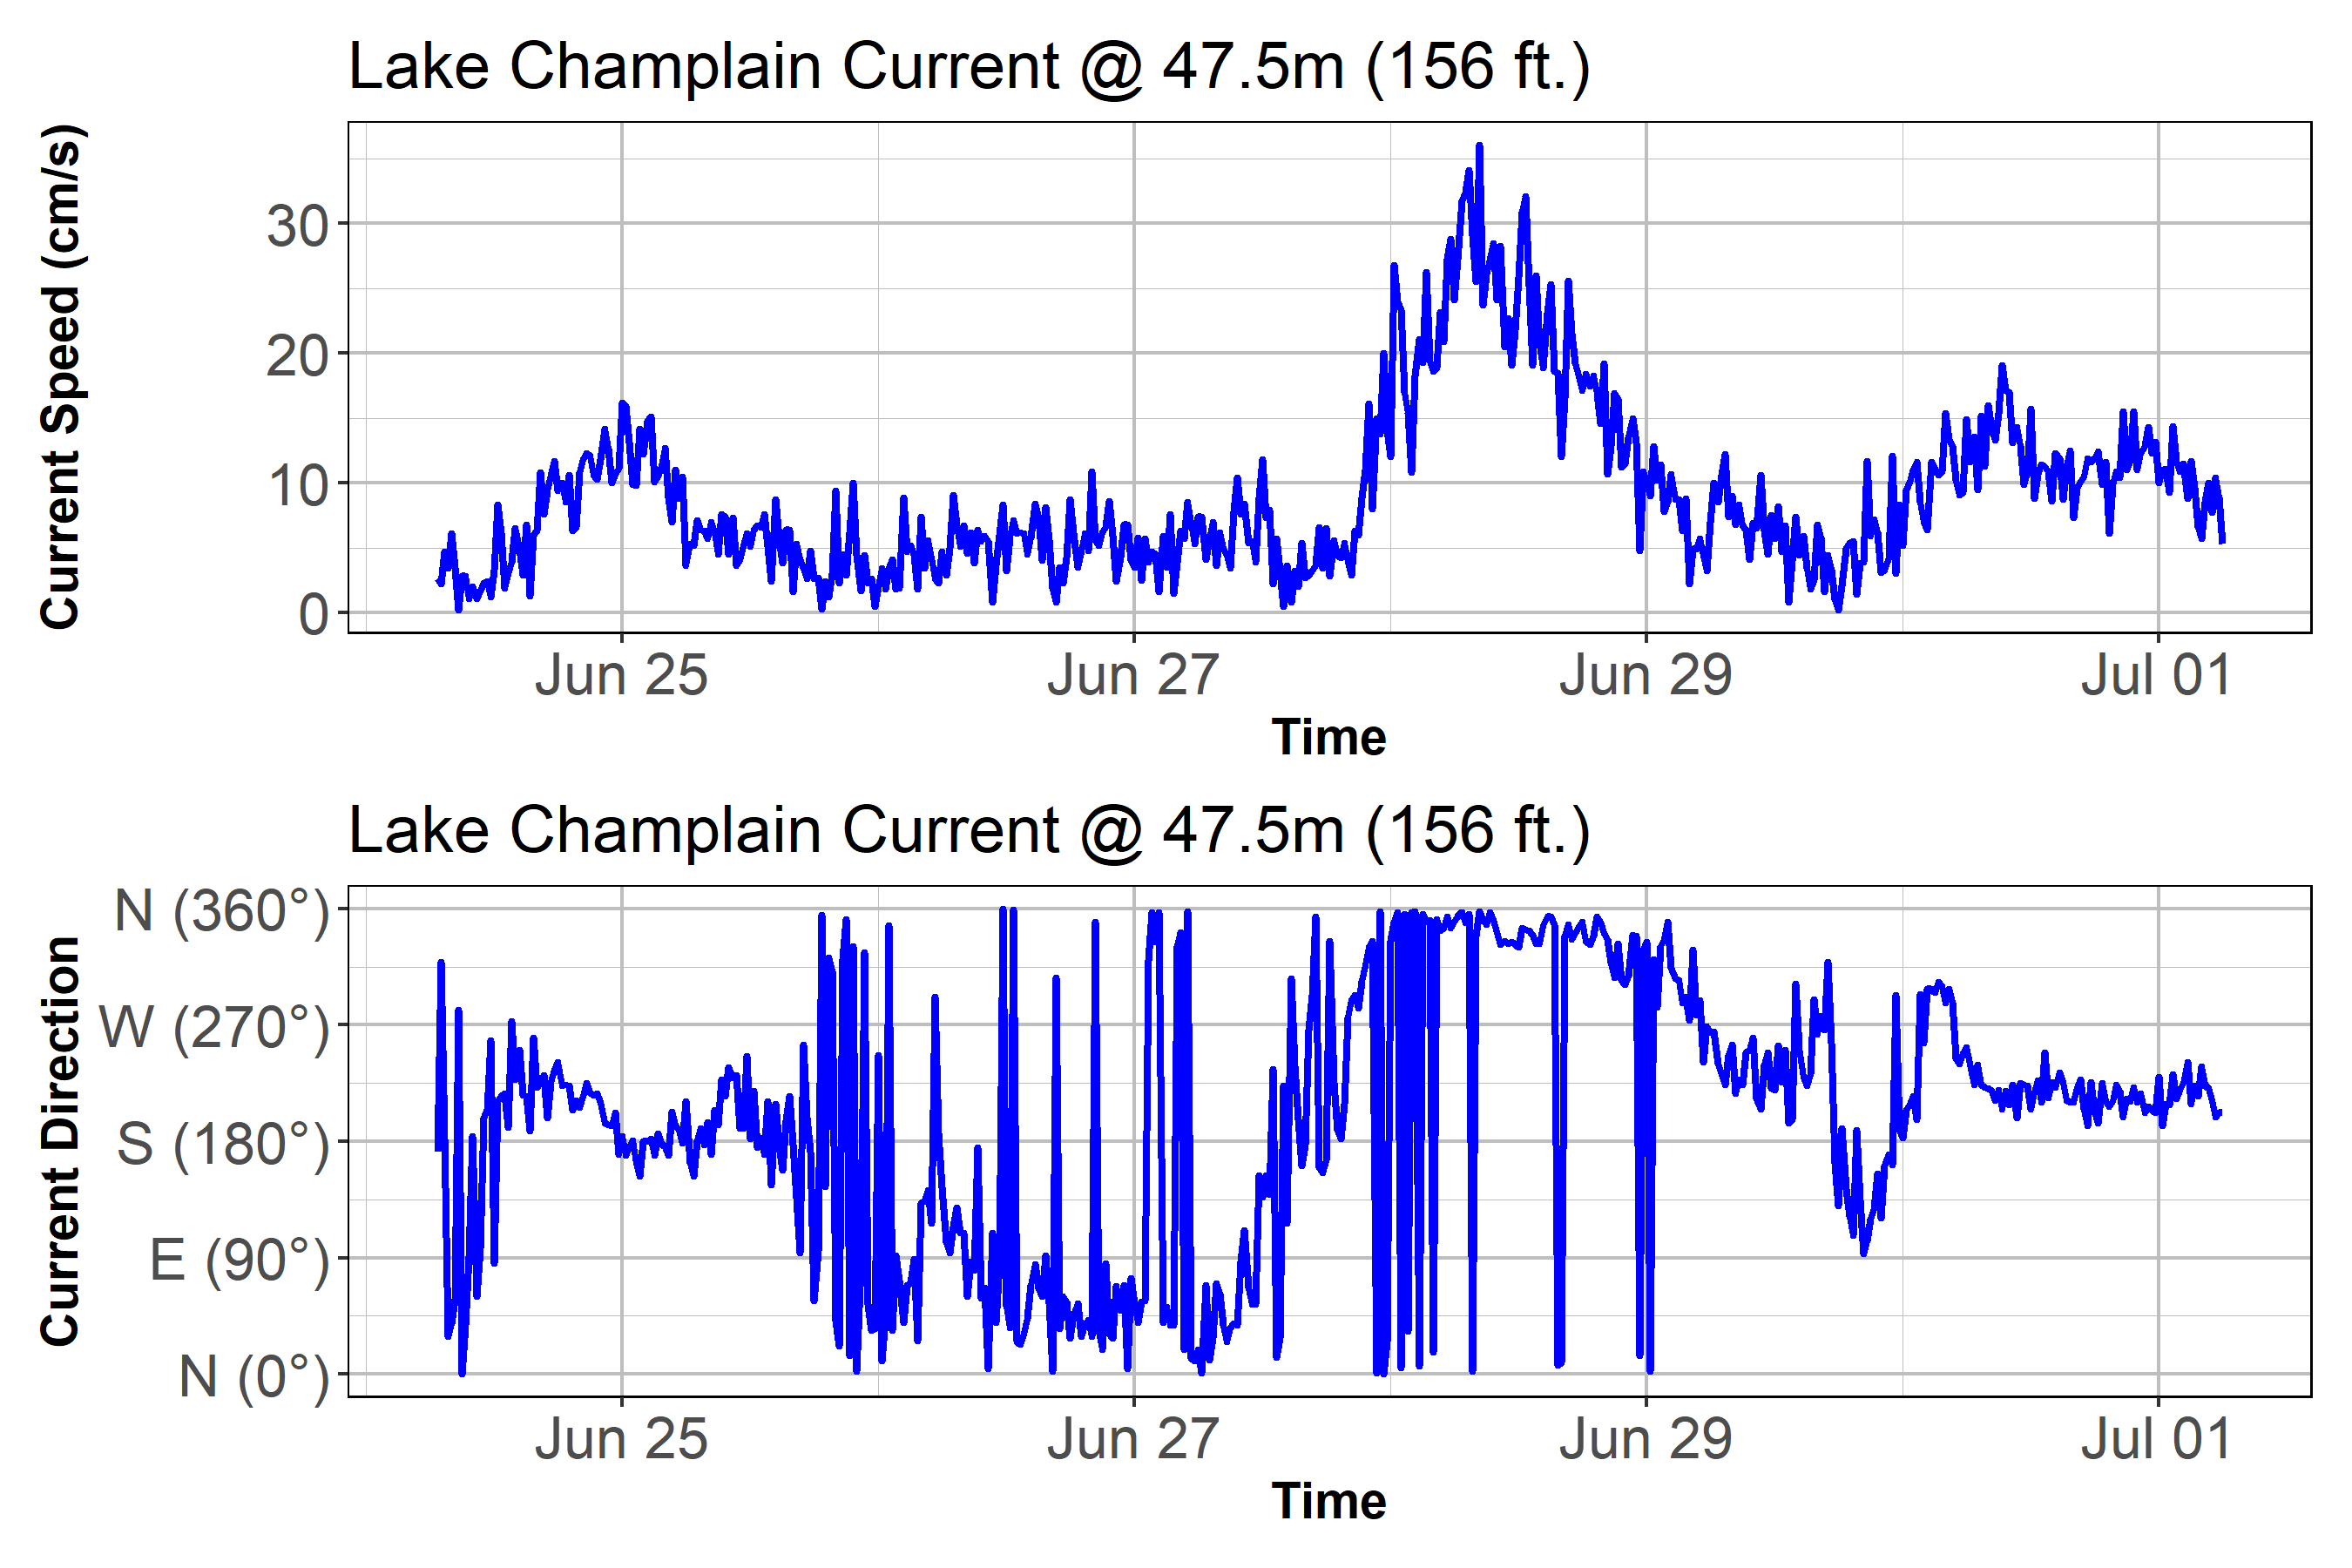 Lake Champlain Current @ 47.5m (156 ft.)
Current Speed (cm/s)
30
20
10
0
Jun 25 Jun 27 Jun 29 Jul 01
Time
Lake Champlain Current @ 47.5m (156 ft.)
Current Direction
N (360°)
W (270°)
S (180°)
E (90°)
N (0°)
Jun 25 Jun 27 Jun 29 Jul 01
Time